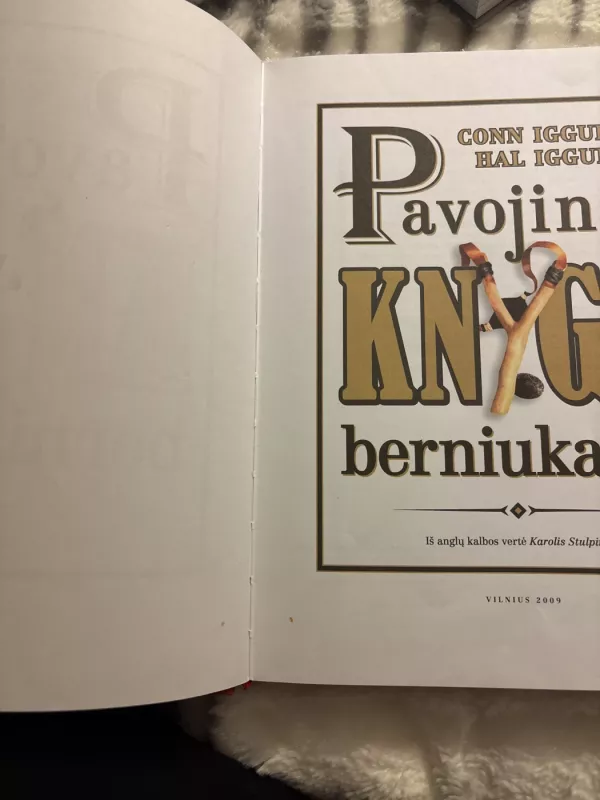 CONN IGGU
HAL IGGU
Pavojin
KNYG
berniuka
Iš anglų kalbos vertė Karolis Stulpi
VILNIUS 2009